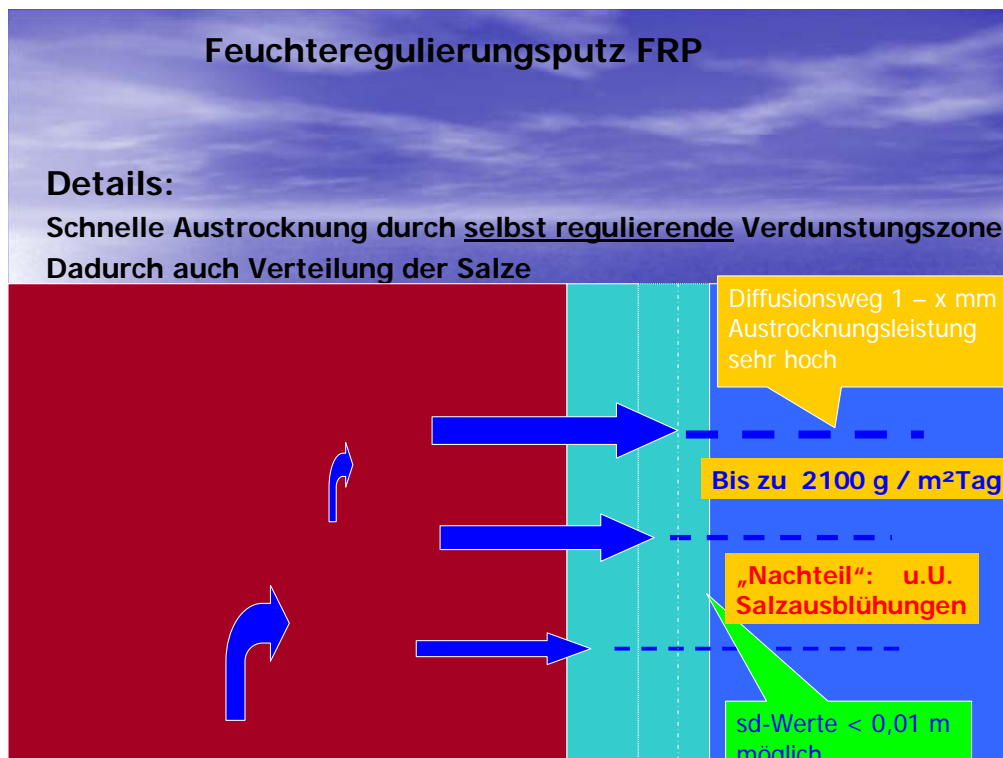 Feuchteregulierungsputz FRP
Details:
Schnelle Austrocknung durch selbst regulierende Verdunstungszone
Dadurch auch Verteilung der Salze
Diffusionsweg 1 – x mm
Austrocknungsleistung
sehr hoch
Bis zu 2100 g / m²Tag
„Nachteil“: u.U.
Salzausblühungen
sd-Werte < 0,01 m
möglich